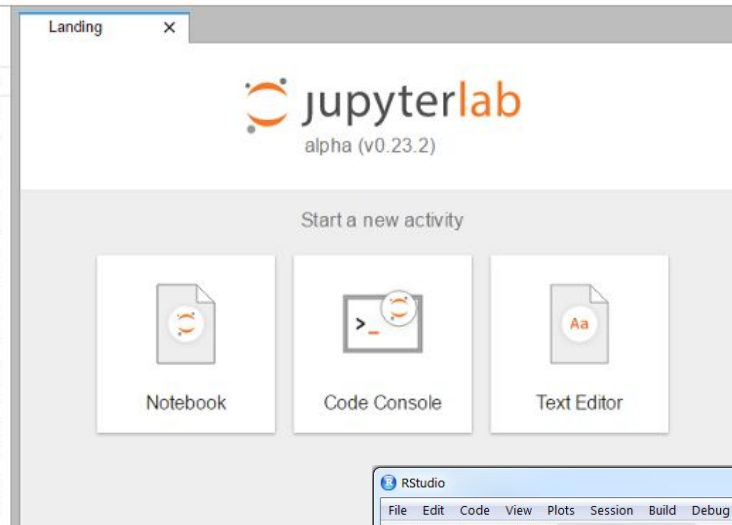 Landing
jupyterlab
alpha (v0.23.2)
Start a new activity
>_ Aa
Notebook Code Console Text Editor
RStudio
File Edit Code View Plots Session Build Debug